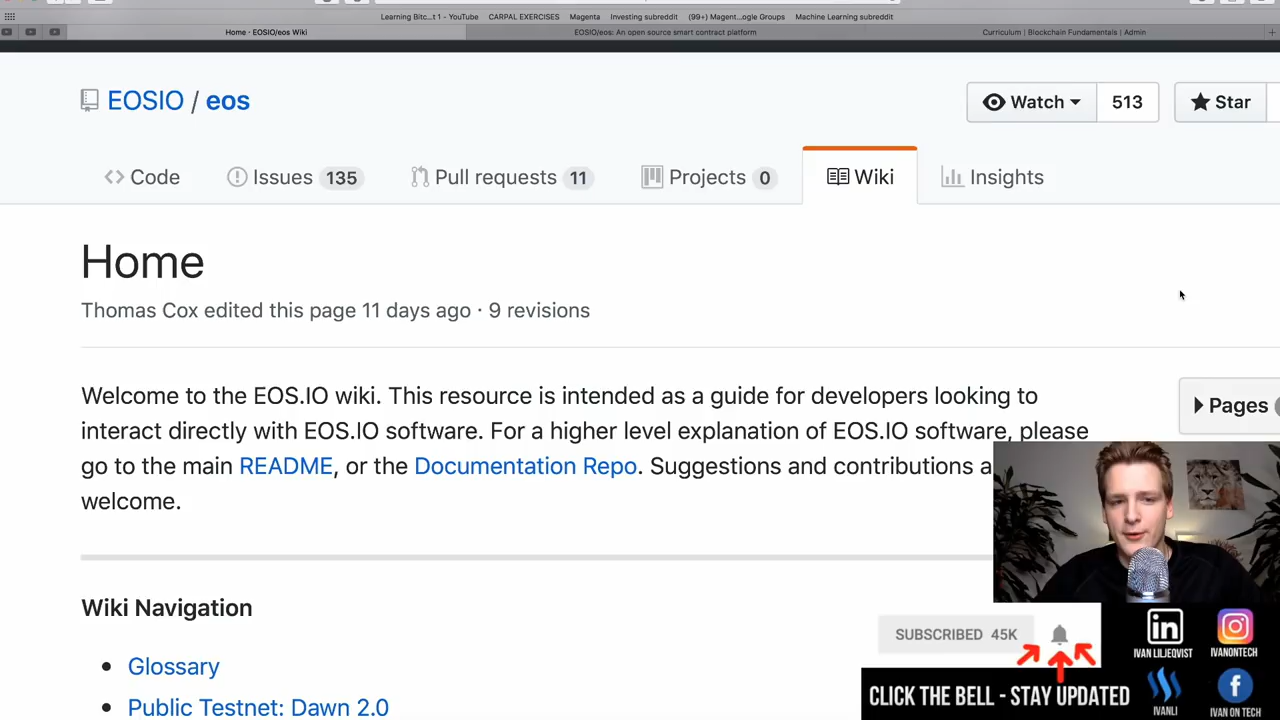 Learning Bitc...t 1 - YouTube CARPAL EXERCISES Magenta Investing subreddit (99+) Magent...ogle Groups Machine Learning subreddit
Home - EOSIO/eos Wiki EOSIO/eos: An open source smart contract platform Curriculum | Blockchain Fundamentals | Admin
EOSIO / eos
Watch 513 Star
Code Issues 135 Pull requests 11 Projects 0 Wiki Insights
Home
Thomas Cox edited this page 11 days ago · 9 revisions
Welcome to the EOS.IO wiki. This resource is intended as a guide for developers looking to
interact directly with EOS.IO software. For a higher level explanation of EOS.IO software, please
go to the main README, or the Documentation Repo. Suggestions and contributions a
welcome.
Pages
Wiki Navigation
• Glossary
• Public Testnet: Dawn 2.0
SUBSCRIBED 45K
CLICK THE BELL - STAY UPDATED
in
IVAN LILJEQVIST
IVANONTECH
IVANLI
IVAN ON TECH